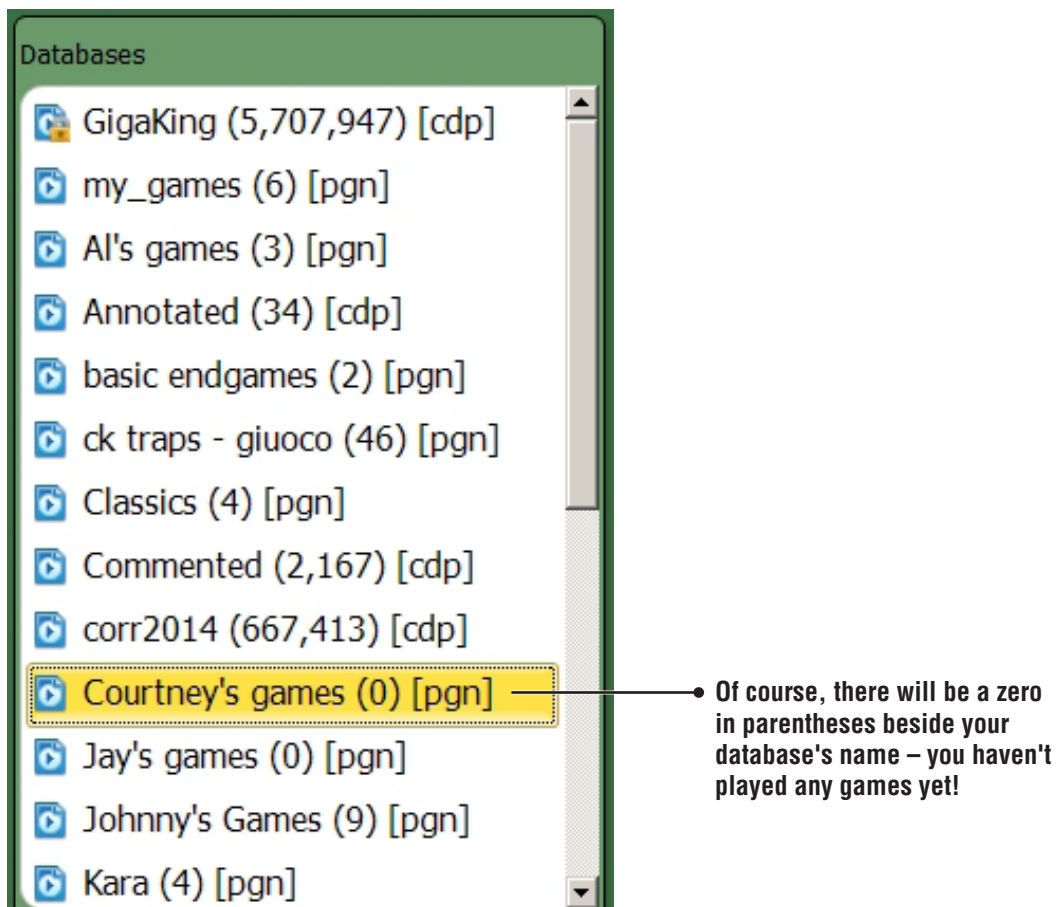 Databases
GigaKing (5,707,947) [cdp]
my_games (6) [pgn]
Al's games (3) [pgn]
Annotated (34) [cdp]
basic endgames (2) [pgn]
ck traps - giuoco (46) [pgn]
Classics (4) [pgn]
Commented (2,167) [cdp]
corr2014 (667,413) [cdp]
Courtney's games (0) [pgn]
Jay's games (0) [pgn]
Johnny's Games (9) [pgn]
Kara (4) [pgn]
Of course, there will be a zero
in parentheses beside your
database's name – you haven't
played any games yet!